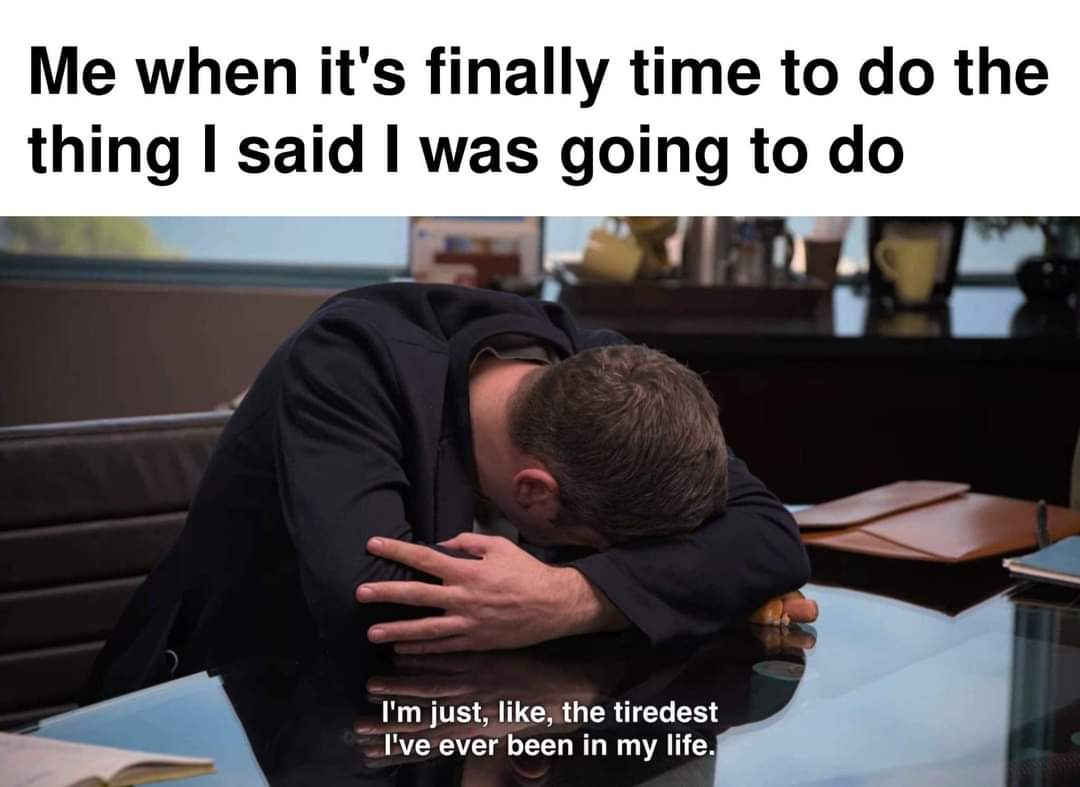 Me when it's finally time to do the
thing I said I was going to do
I'm just, like, the tiredest
I've ever been in my life.